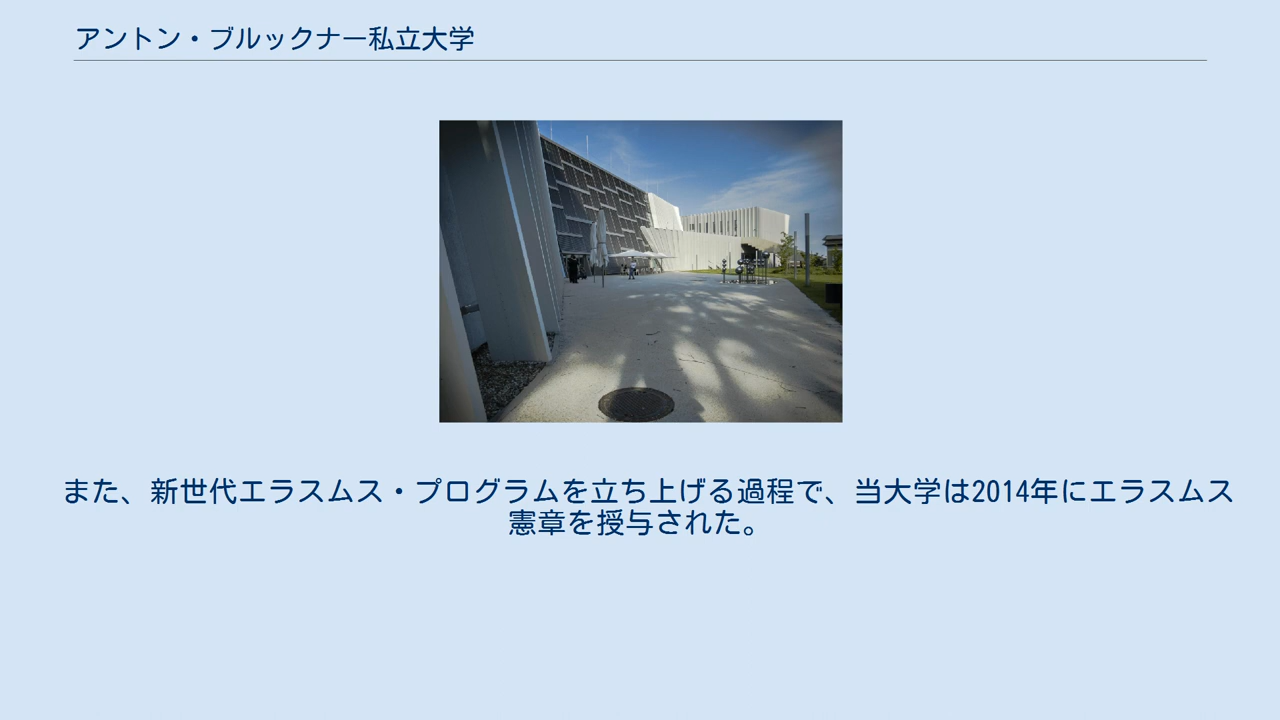 アントン・ブルックナー私立大学
また、新世代エラスムス・プログラムを立ち上げる過程で、当大学は2014年にエラスムス
憲章を授与された。